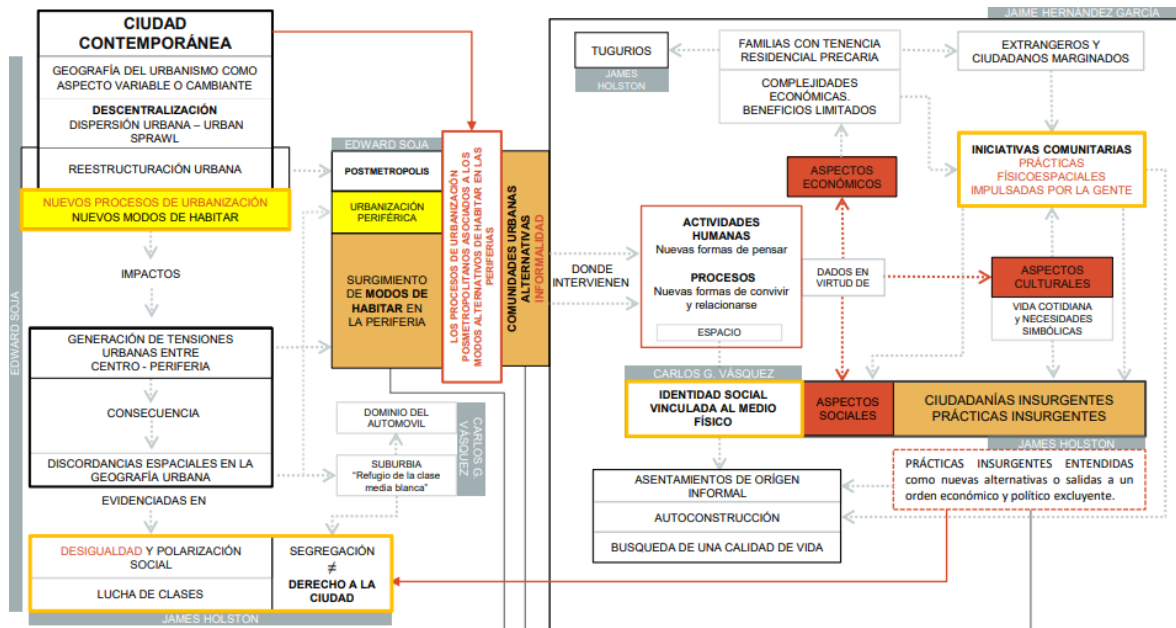 CIUDAD
CONTEMPORÁNEA
GEOGRAFÍA DEL URBANISMO COMO
ASPECTO VARIABLE O CAMBIANTE
DESCENTRALIZACIÓN
DISPERSIÓN URBANA – URBAN
SPRAWL
REESTRUCTURACIÓN URBANA
NUEVOS PROCESOS DE URBANIZACIÓN
NUEVOS MODOS DE HABITAR
EDWARD SOJA
IMPACTOS
GENERACIÓN DE TENSIONES
URBANAS ENTRE
CENTRO - PERIFERIA
CONSECUENCIA
DISCORDANCIAS ESPACIALES EN LA
GEOGRAFÍA URBANA
EVIDENCIADAS EN
DESIGUALDAD Y POLARIZACIÓN
SOCIAL
LUCHA DE CLASES
SEGREGACIÓN
≠
DERECHO A LA
CIUDAD
JAMES HOLSTON
EDWARD SOJA
POSTMETROPOLIS
URBANIZACIÓN
PERIFÉRICA
SURGIMIENTO
DE MODOS DE
HABITAR EN
LA PERIFERIA
DOMINIO DEL
AUTOMOVIL
SUBURBIA
“Refugio de la clase
media blanca”
CARLOS G.
VÁSQUEZ
LOS PROCESOS DE URBANIZACIÓN
POSMETROPOLITANOS ASOCIADOS A LOS
MODOS ALTERNATIVOS DE HABITAR EN LAS
PERIFERIAS
COMUNIDADES URBANAS
ALTERNATIVAS
INFORMALIDAD
DONDE
INTERVIENEN
JAIME HERNÁNDEZ GARCÍA
TUGURIOS
JAMES
HOLSTON
FAMILIAS CON TENENCIA
RESIDENCIAL PRECARIA
COMPLEJIDADES
ECONÓMICAS.
BENEFICIOS LIMITADOS
EXTRANGEROS Y
CIUDADANOS MARGINADOS
INICIATIVAS COMUNITARIAS
PRÁCTICAS
FÍSICOESPACIALES
IMPULSADAS POR LA GENTE
ASPECTOS
ECONÓMICOS
ACTIVIDADES
HUMANAS
Nuevas formas de pensar
PROCESOS
Nuevas formas de convivir
y relacionarse
ESPACIO
DADOS EN
VIRTUD DE
ASPECTOS
CULTURALES
VIDA COTIDIANA
y NECESIDADES
SIMBÓLICAS
CARLOS G. VÁSQUEZ
IDENTIDAD SOCIAL
VINCULADA AL MEDIO
FÍSICO
ASPECTOS
SOCIALES
CIUDADANÍAS INSURGENTES
PRÁCTICAS INSURGENTES
JAMES HOLSTON
ASENTAMIENTOS DE ORÍGEN
INFORMAL
AUTOCONSTRUCCIÓN
BUSQUEDA DE UNA CALIDAD DE VIDA
PRÁCTICAS INSURGENTES ENTENDIDAS
como nuevas alternativas o salidas a un
orden económico y político excluyente.